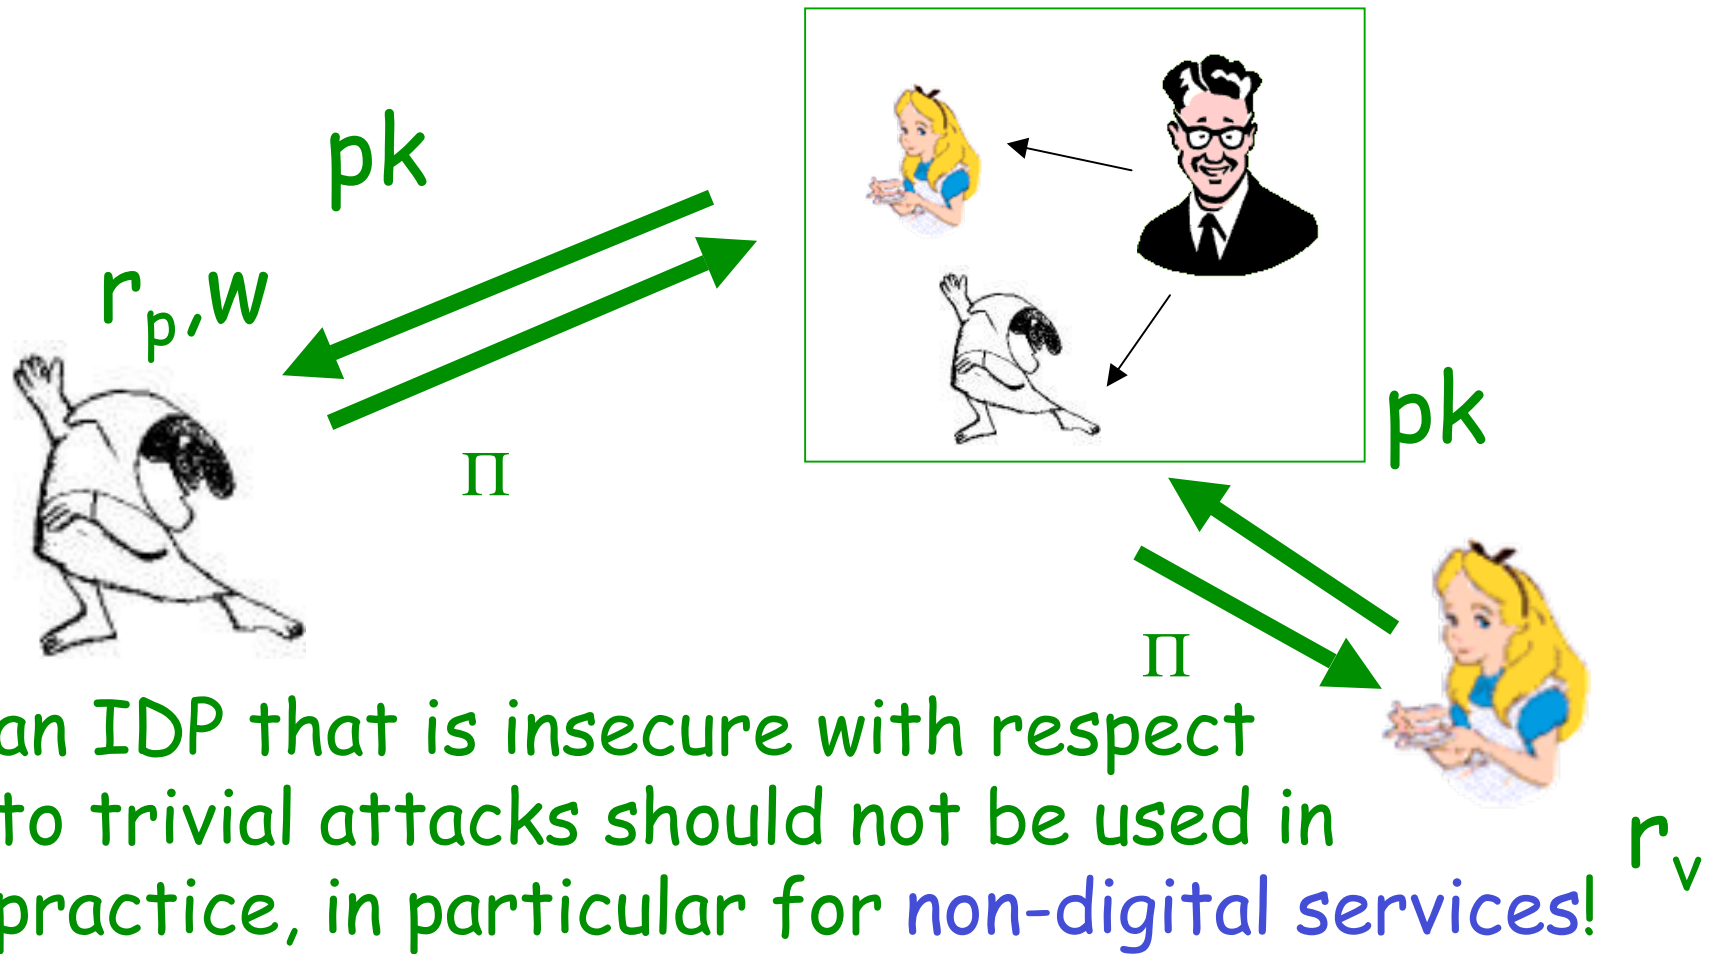 pk
r_p,w
Π
pk
Π
an IDP that is insecure with respect
to trivial attacks should not be used in
practice, in particular for non-digital services!
r_v